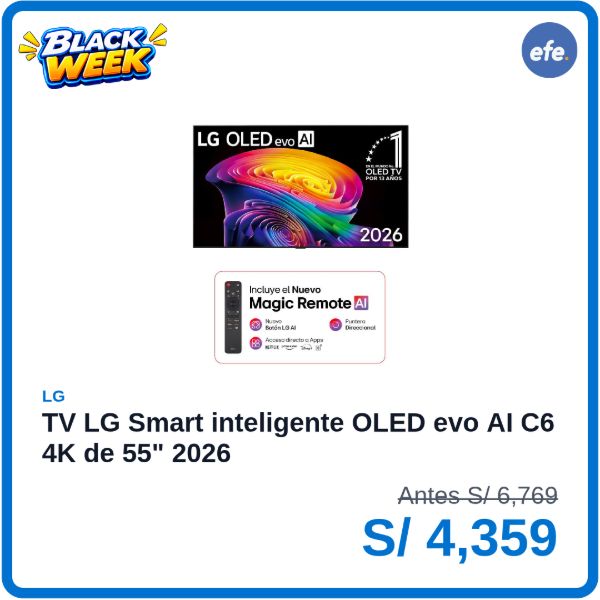 BLACK
WEEK
efe.
LG OLED evo AI
1
EN EL MUNDO No.
OLED TV
POR 13 AÑOS
2026
Incluye el Nuevo
Magic Remote AI
Nuevo
Botón LG AI
Puntero
Direccional
Acceso directo a Apps
NETFLIX
LG
TV LG Smart inteligente OLED evo AI C6
4K de 55" 2026
Antes S/ 6,769
S/ 4,359